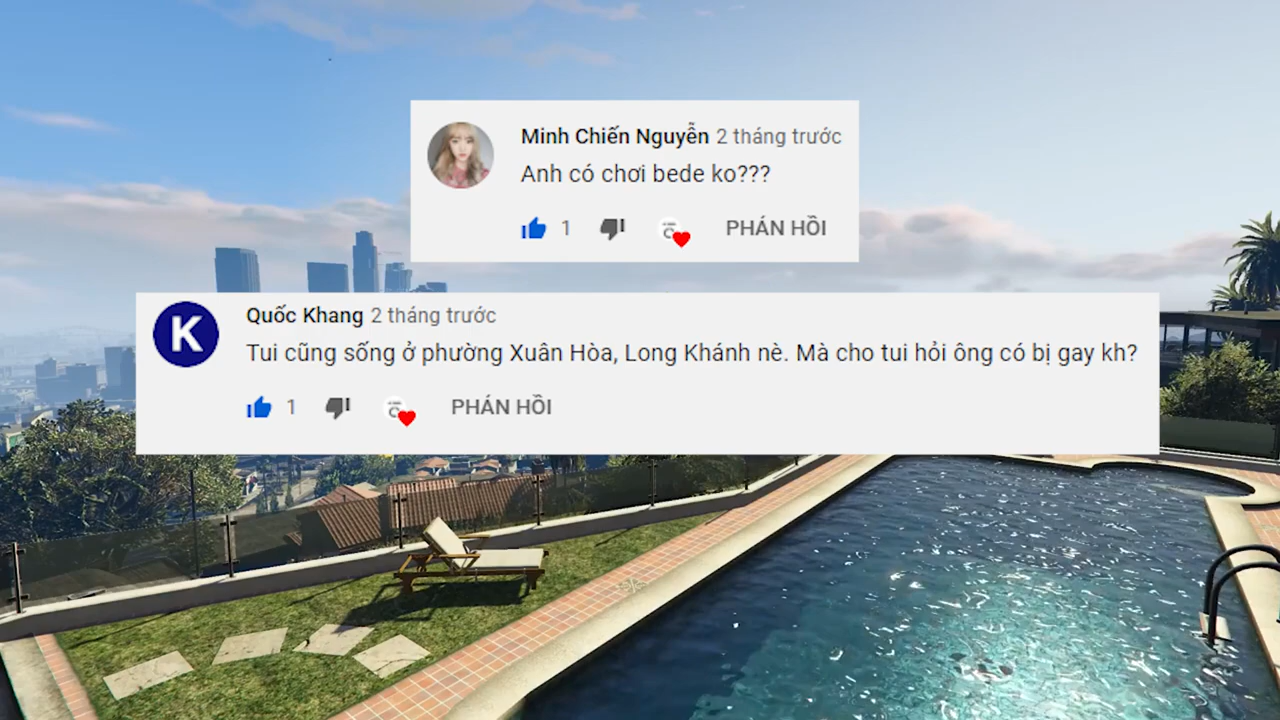 Minh Chiến Nguyễn 2 tháng trước
Anh có chơi bede ko???
1 PHẢN HỒI
K
Quốc Khang 2 tháng trước
Tui cũng sống ở phường Xuân Hòa, Long Khánh nè. Mà cho tui hỏi ông có bị gay kh?
1 PHẢN HỒI